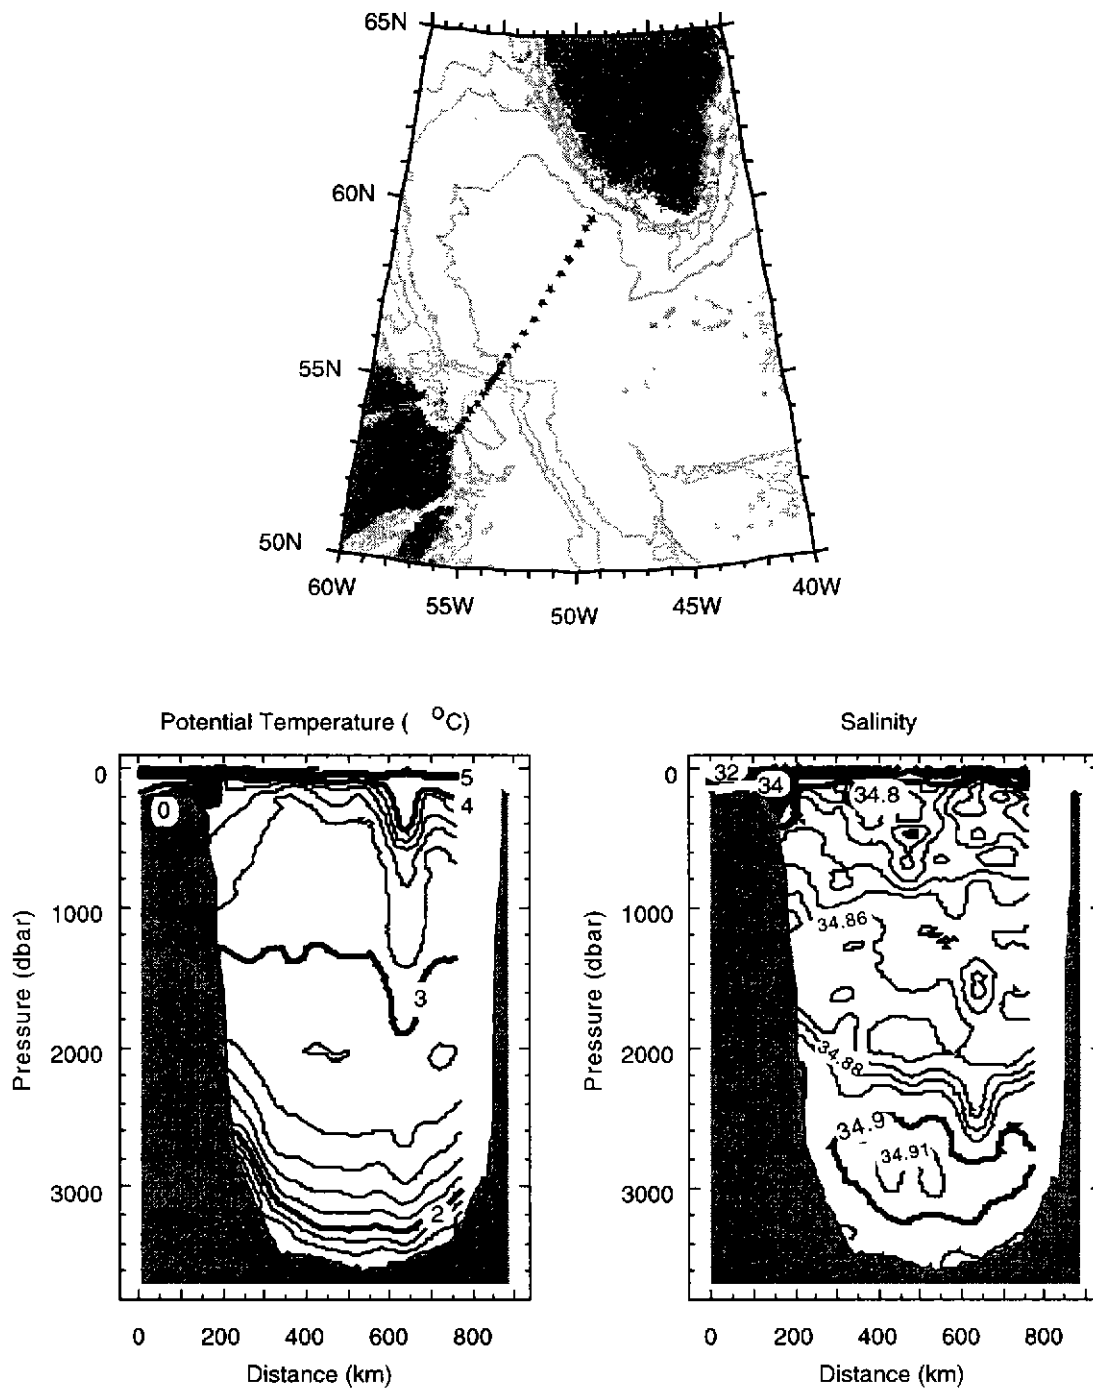 65N
60N
55N
50N
60W
55W
50W
45W
40W
Potential Temperature ( °C)
Salinity
0
1000
2000
3000
Pressure (dbar)
0
5
4
3
2
0 200 400 600 800
Distance (km)
0
1000
2000
3000
Pressure (dbar)
32
34
34.8
34.86
34.88
34.9
34.91
0 200 400 600 800
Distance (km)